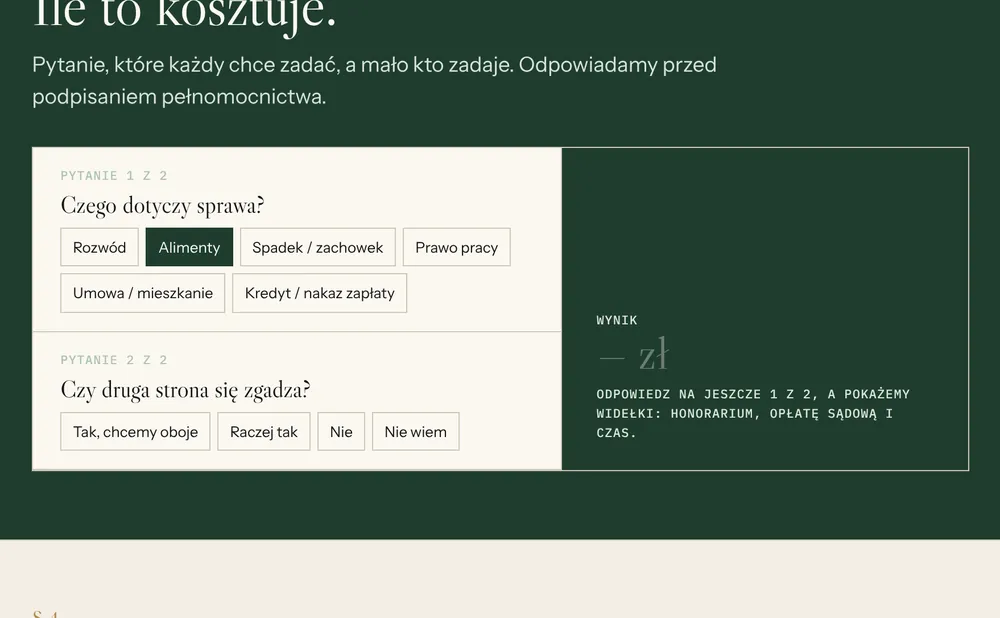 Ile to kosztuje.
Pytanie, które każdy chce zadać, a mało kto zadaje. Odpowiadamy przed
podpisaniem pełnomocnictwa.
PYTANIE 1 Z 2
Czego dotyczy sprawa?
Rozwód
Alimenty
Spadek / zachowek
Prawo pracy
Umowa / mieszkanie
Kredyt / nakaz zapłaty
PYTANIE 2 Z 2
Czy druga strona się zgadza?
Tak, chcemy oboje
Raczej tak
Nie
Nie wiem
WYNIK
— zł
ODPOWIEDZ NA JESZCZE 1 Z 2, A POKAŻEMY
WIDEŁKI: HONORARIUM, OPŁATĘ SĄDOWĄ I
CZAS.